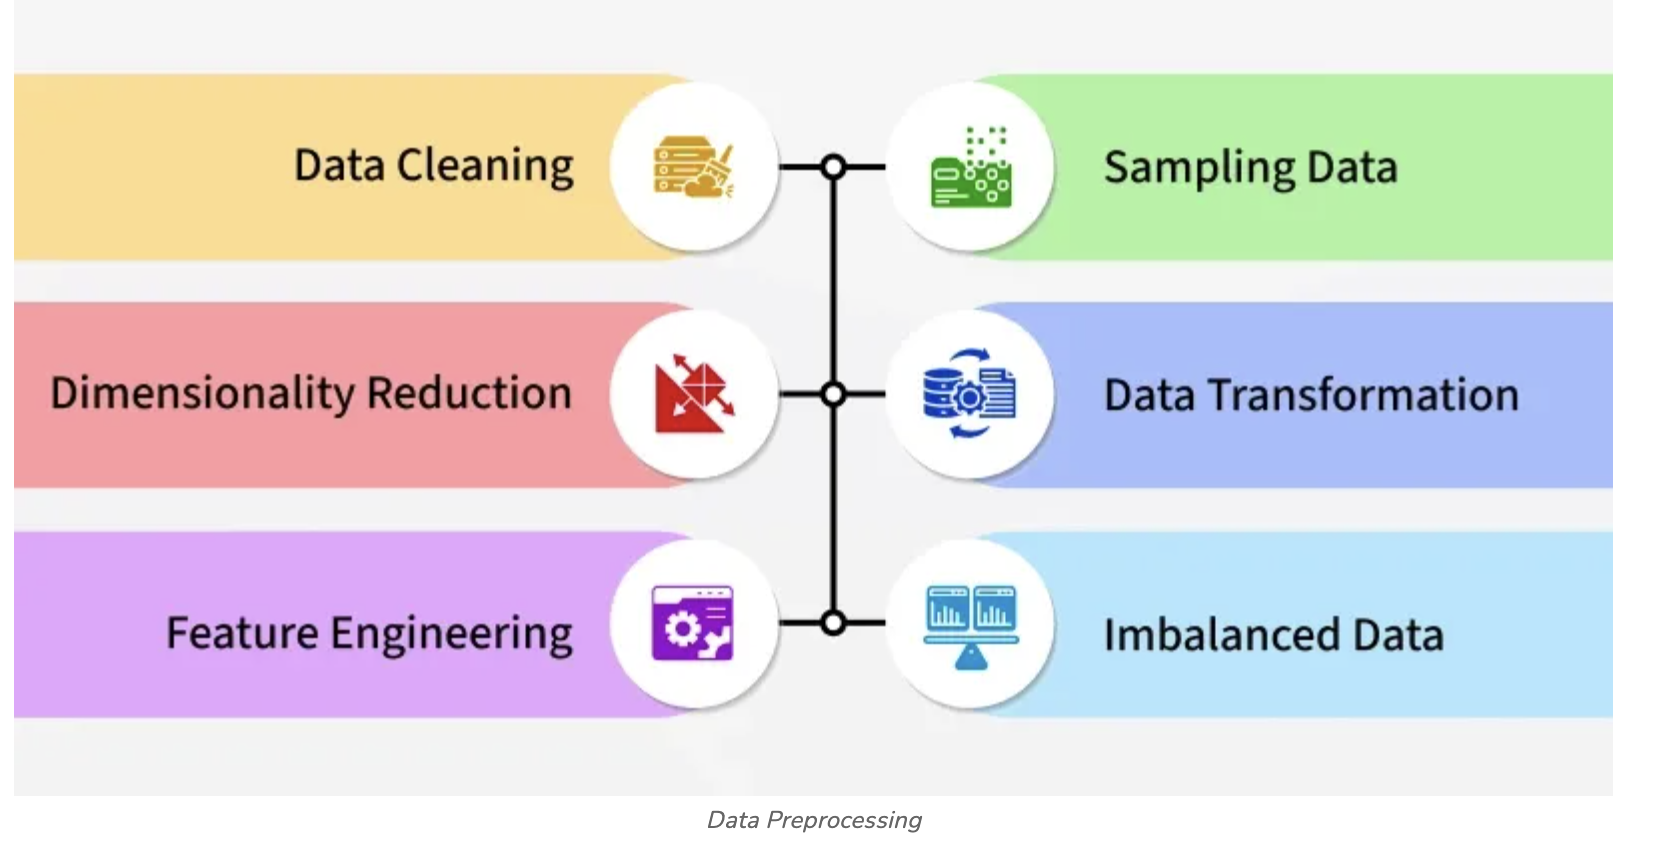 Data Cleaning
Sampling Data
Dimensionality Reduction
Data Transformation
Feature Engineering
Imbalanced Data
Data Preprocessing